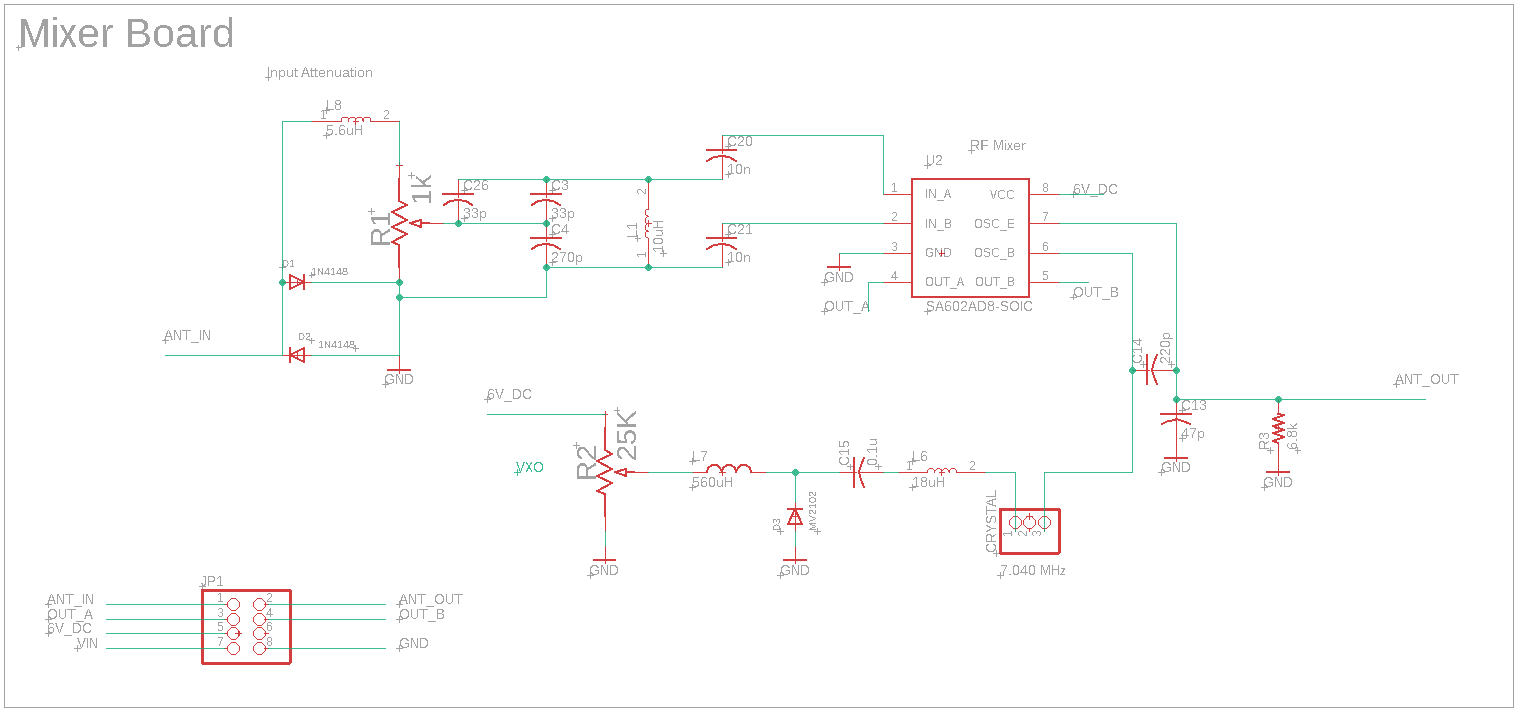 Mixer Board
Input Attenuation
L8
1 2
5.6uH
R1
1k
C26
33p
C3
33p
C4
270p
L1
2
1
10uH
C20
10n
C21
10n
D1
1N4148
D2
1N4148
ANT_IN
GND
U2
RF Mixer
1 IN_A VCC 8 6V_DC
2 IN_B OSC_E 7
3 GND OSC_B 6
4 OUT_A OUT_B 5
GND
OUT_A
OUT_B
SA602AD8-SOIC
C14
220p
ANT_OUT
C13
47p
GND
R3
6.8k
GND
6V_DC
VXO
R2
25K
GND
L7
560uH
D3
MV2102
GND
C15
0.1u
L6
1 2
18uH
CRYSTAL
1 2 3
7.040 MHz
JP1
ANT_IN 1 2 ANT_OUT
OUT_A 3 4 OUT_B
6V_DC 5 6
VIN 7 8 GND